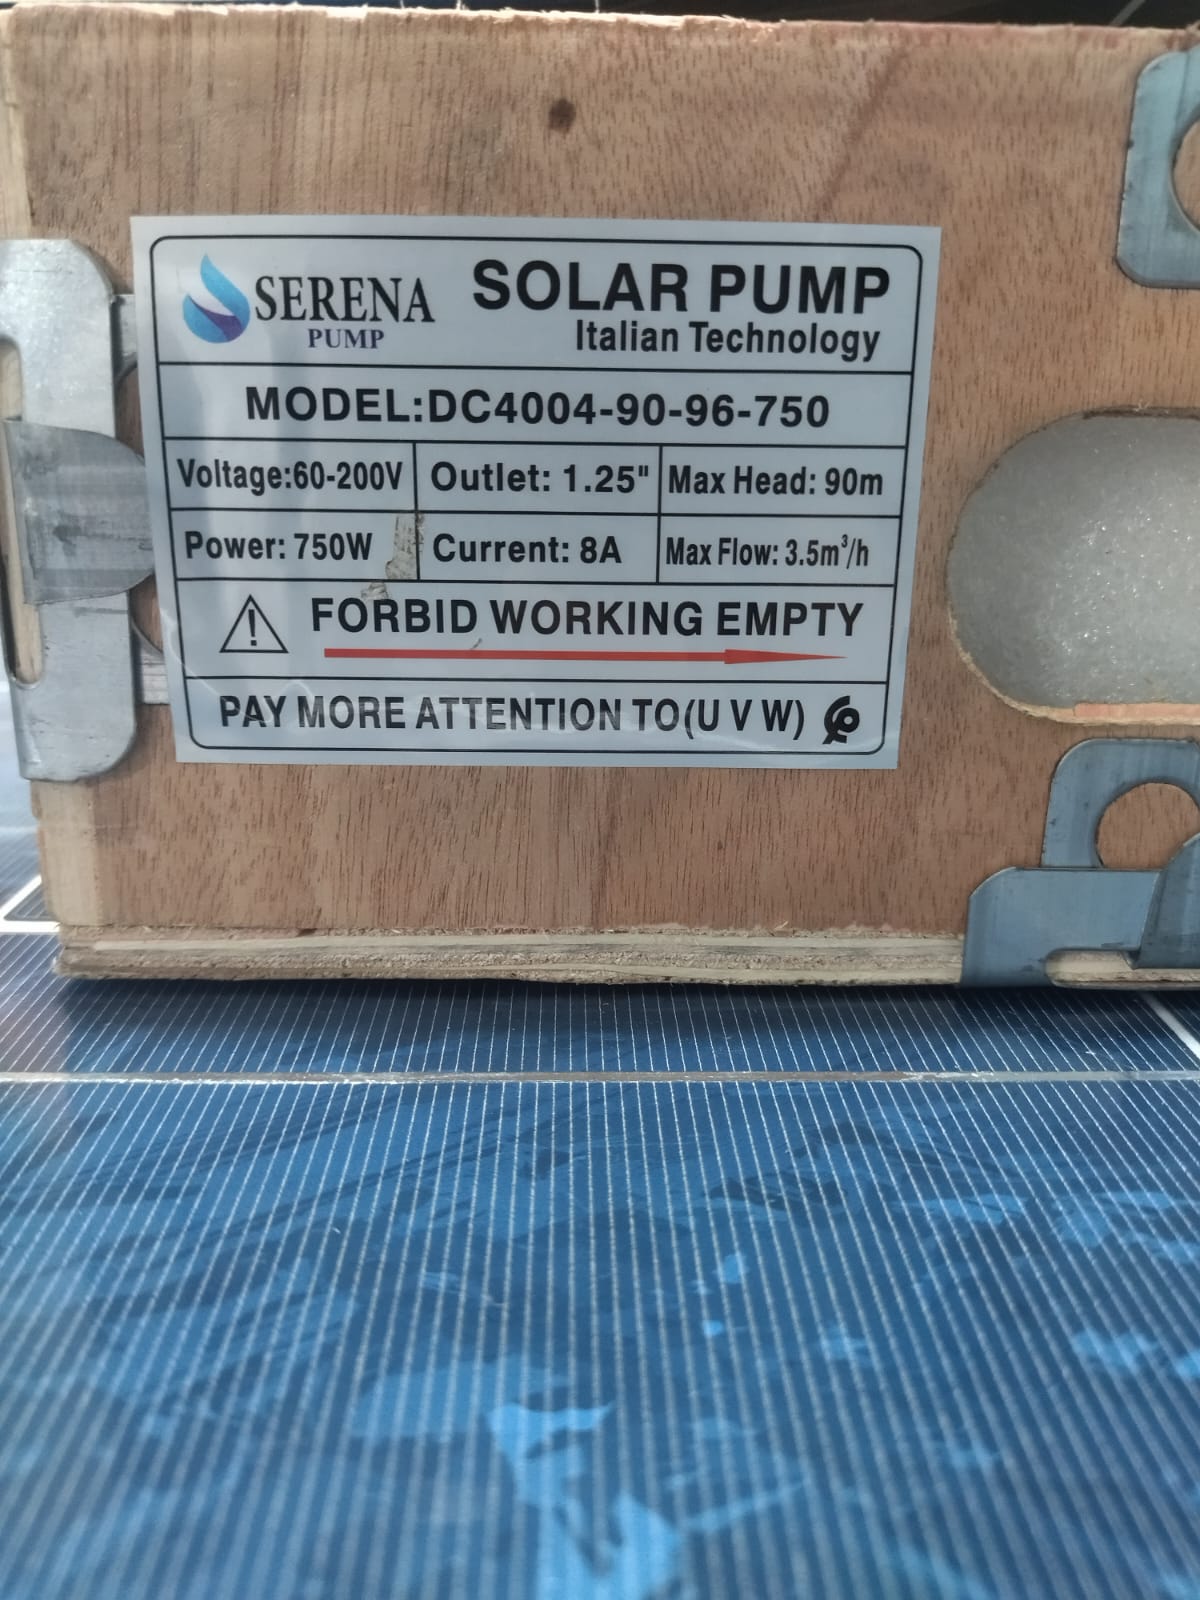 SERENA
PUMP
SOLAR PUMP
Italian Technology
MODEL:DC4004-90-96-750
Voltage:60-200V
Outlet: 1.25"
Max Head: 90m
Power: 750W
Current: 8A
Max Flow: 3.5m³/h
FORBID WORKING EMPTY
PAY MORE ATTENTION TO(U V W)